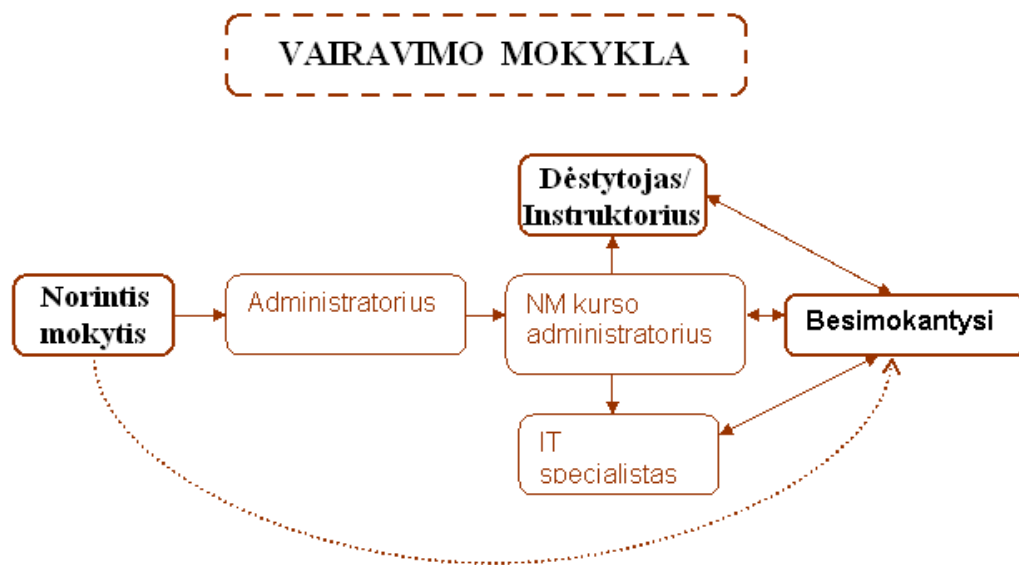 VAIRAVIMO MOKYKLA
Dėstytojas/
Instruktorius
Norintis
mokytis
Administratorius
NM kurso
administratorius
Besimokantysi
IT
specialistas